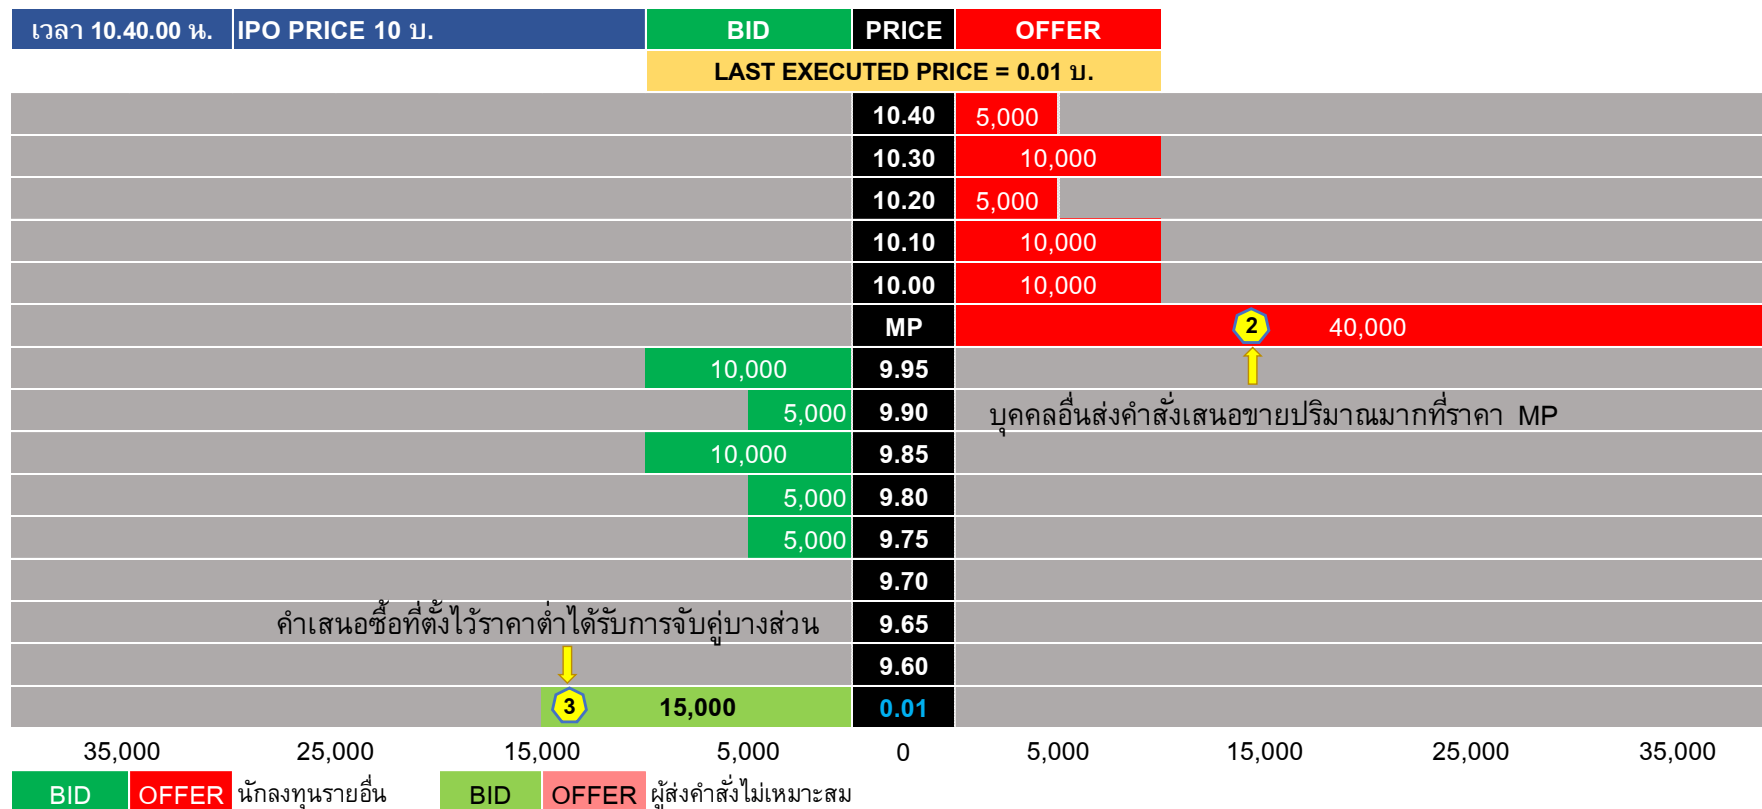 เวลา 10.40.00 น. IPO PRICE 10 บ. BID PRICE OFFER
LAST EXECUTED PRICE = 0.01 บ.
10.40 5,000
10.30 10,000
10.20 5,000
10.10 10,000
10.00 10,000
MP 2 40,000
10,000 9.95
5,000 9.90 บุคคลอื่นส่งคำสั่งเสนอขายปริมาณมากที่ราคา MP
10,000 9.85
5,000 9.80
5,000 9.75
9.70
คำเสนอซื้อที่ตั้งไว้ราคาต่ำได้รับการจับคู่บางส่วน 9.65
9.60
3 15,000 0.01
35,000 25,000 15,000 5,000 0 5,000 15,000 25,000 35,000
BID OFFER นักลงทุนรายอื่น BID OFFER ผู้ส่งคำสั่งไม่เหมาะสม